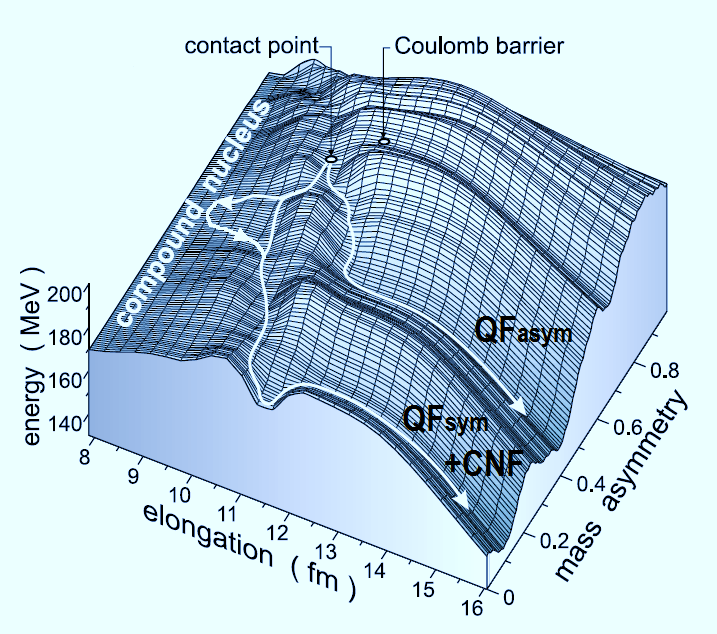 contact point
Coulomb barrier
compound nucleus
energy ( MeV )
200
180
160
140
QFasym
QFsym
+CNF
8
9
10
11
12
13
14
15
16
elongation ( fm )
0
0.2
0.4
0.6
0.8
mass asymmetry